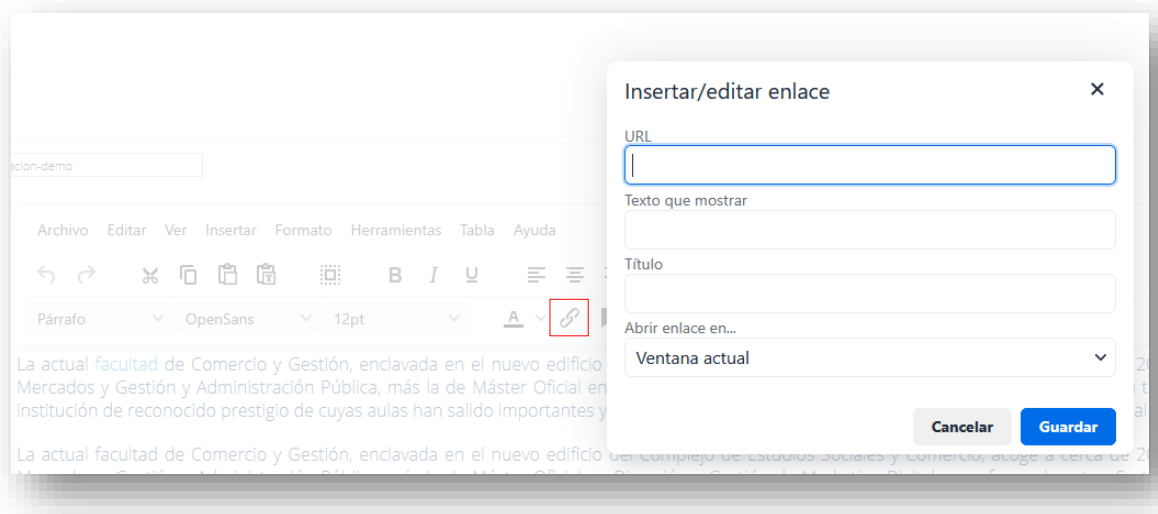 Insertar/editar enlace
URL
acion-demo
Texto que mostrar
Archivo Editar Ver Insertar Formato Herramientas Tabla Ayuda
Título
B I U
Párrafo OpenSans 12pt A
Abrir enlace en...
Ventana actual
La actual facultad de Comercio y Gestión, enclavada en el nuevo edificio
Mercados y Gestión y Administración Pública, más la de Máster Oficial en
institución de reconocido prestigio de cuyas aulas han salido importantes y
Cancelar Guardar
La actual facultad de Comercio y Gestión, enclavada en el nuevo edificio del Complejo de Estudios Sociales y Comercio, acoge a cerca de